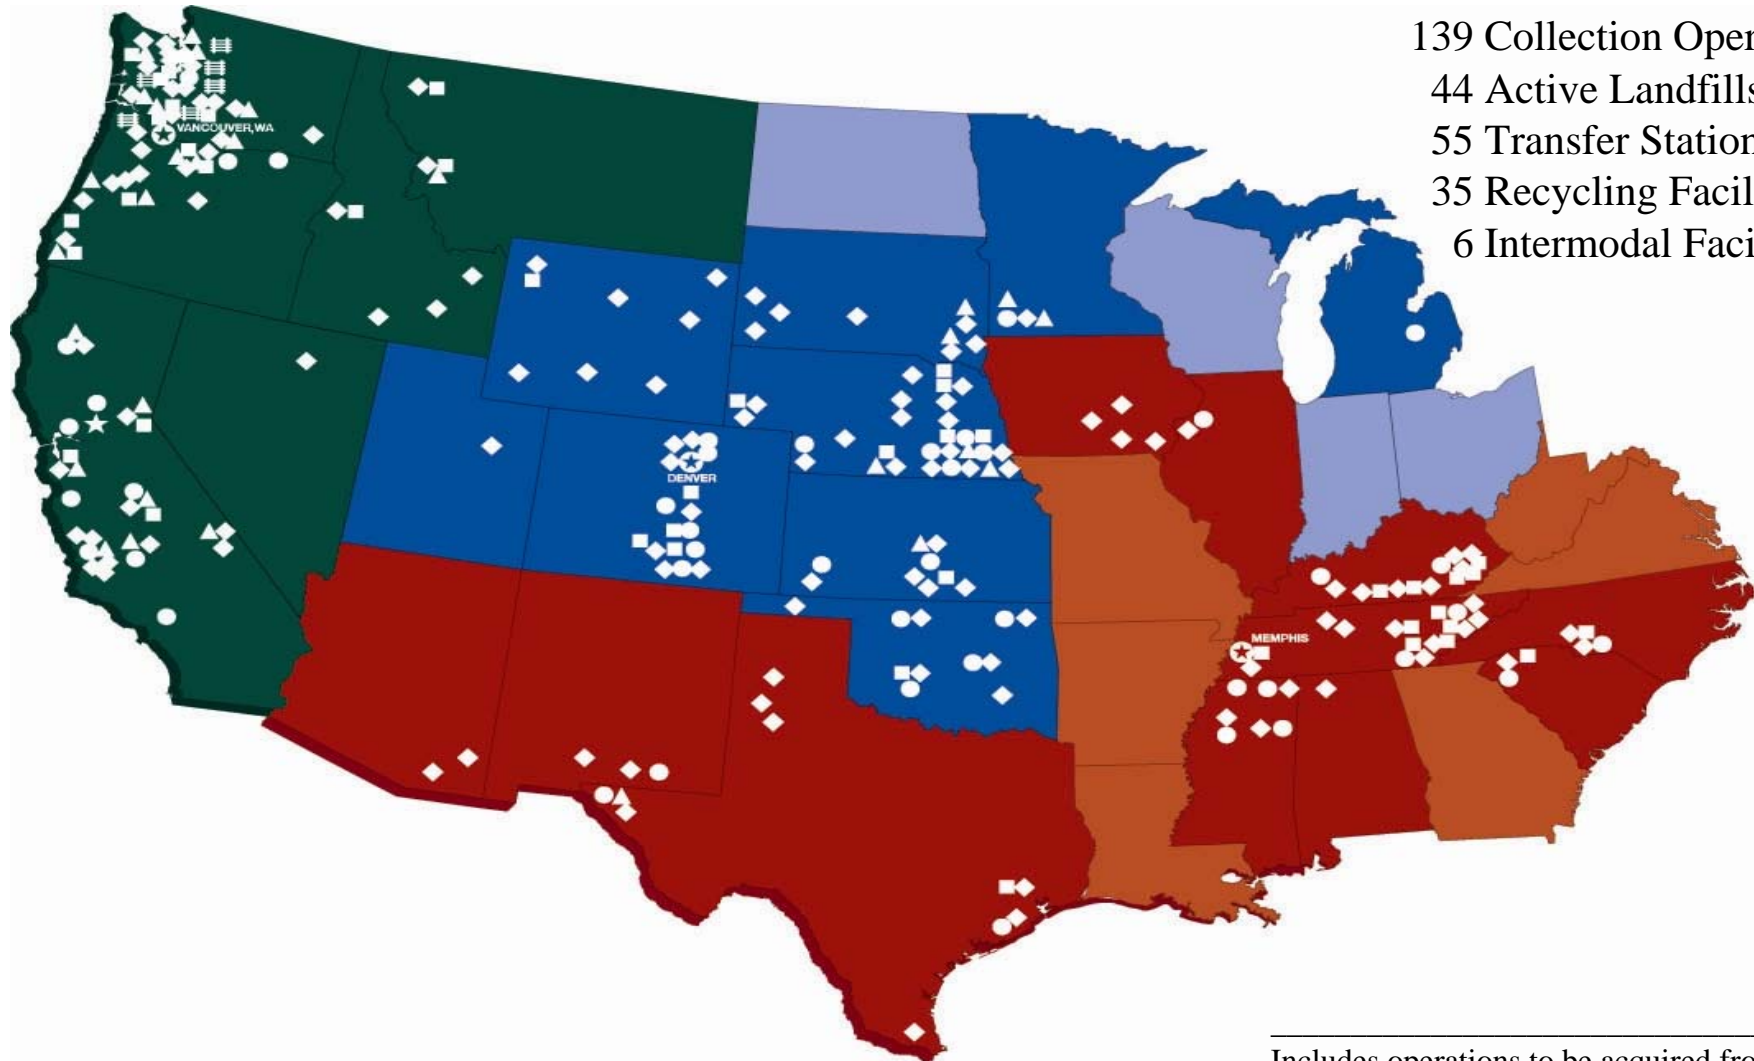 139 Collection Oper
44 Active Landfills
55 Transfer Station
35 Recycling Facil
6 Intermodal Faci
VANCOUVER,WA
DENVER
MEMPHIS
Includes operations to be acquired fro